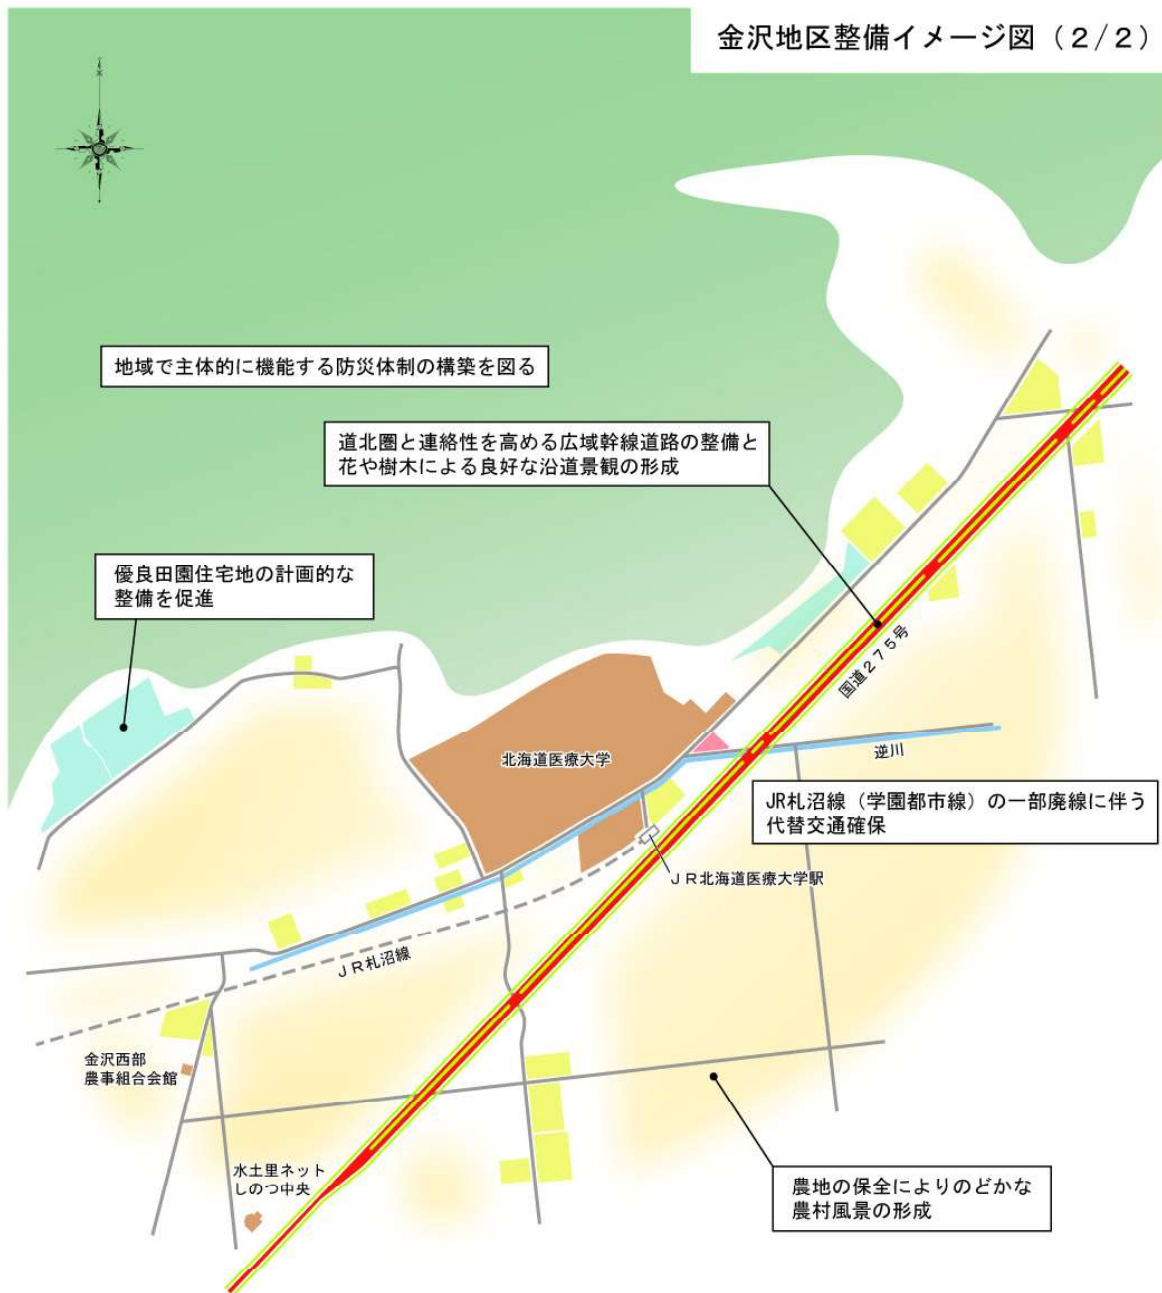 金沢地区整備イメージ図（２/２）
地域で主体的に機能する防災体制の構築を図る
道北圏と連絡性を高める広域幹線道路の整備と
花や樹木による良好な沿道景観の形成
優良田園住宅地の計画的な
整備を促進
国道２７５号
北海道医療大学
逆川
JR札沼線（学園都市線）の一部廃線に伴う
代替交通確保
ＪＲ北海道医療大学駅
ＪＲ札沼線
金沢西部
農事組合会館
水土里ネット
しのつ中央
農地の保全によりのどかな
農村風景の形成